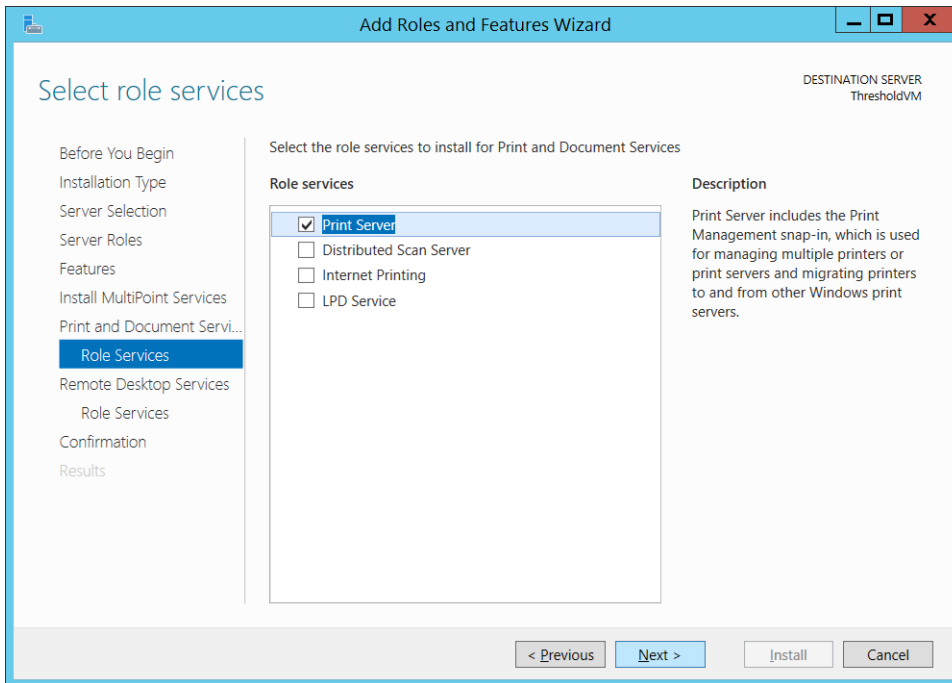 Add Roles and Features Wizard
X
Select role services
DESTINATION SERVER
ThresholdVM
Before You Begin
Installation Type
Server Selection
Server Roles
Features
Install MultiPoint Services
Print and Document Servi...
Role Services
Remote Desktop Services
Role Services
Confirmation
Results
Select the role services to install for Print and Document Services
Role services
Print Server
Distributed Scan Server
Internet Printing
LPD Service
Description
Print Server includes the Print
Management snap-in, which is used
for managing multiple printers or
print servers and migrating printers
to and from other Windows print
servers.
< Previous
Next >
Install
Cancel